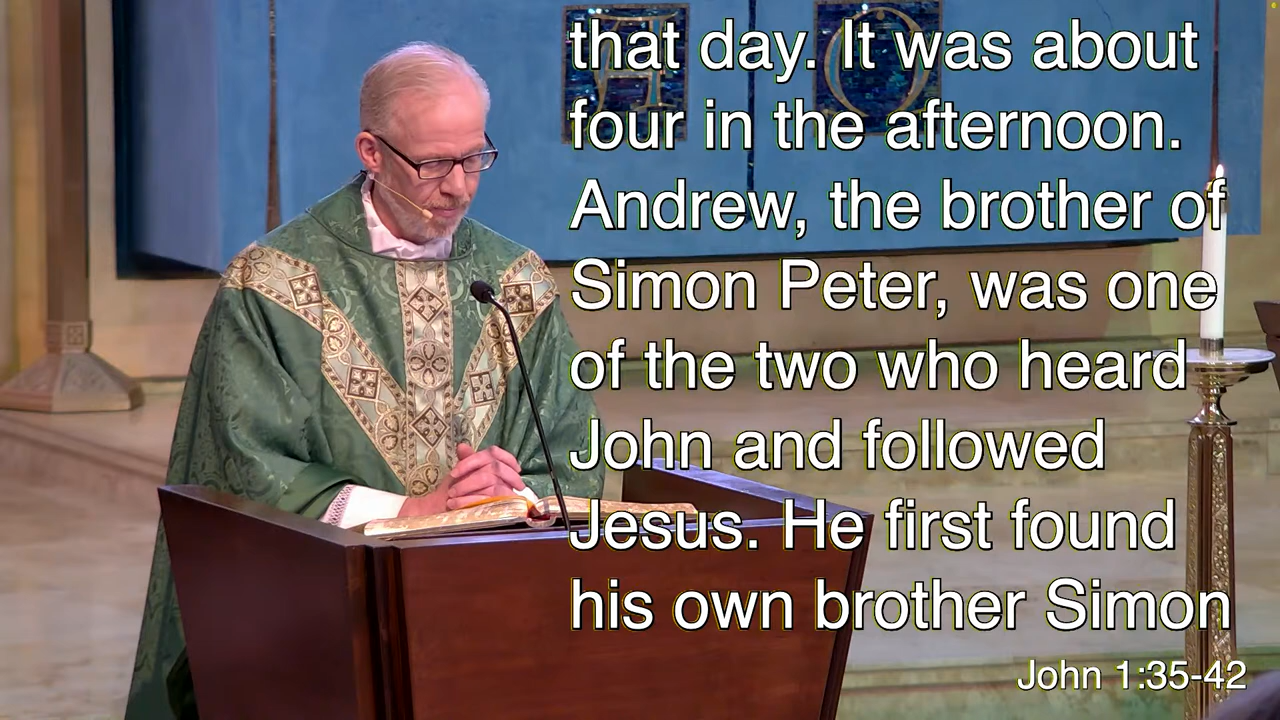 that day. It was about
four in the afternoon.
Andrew, the brother of
Simon Peter, was one
of the two who heard
John and followed
Jesus. He first found
his own brother Simon
John 1:35-42